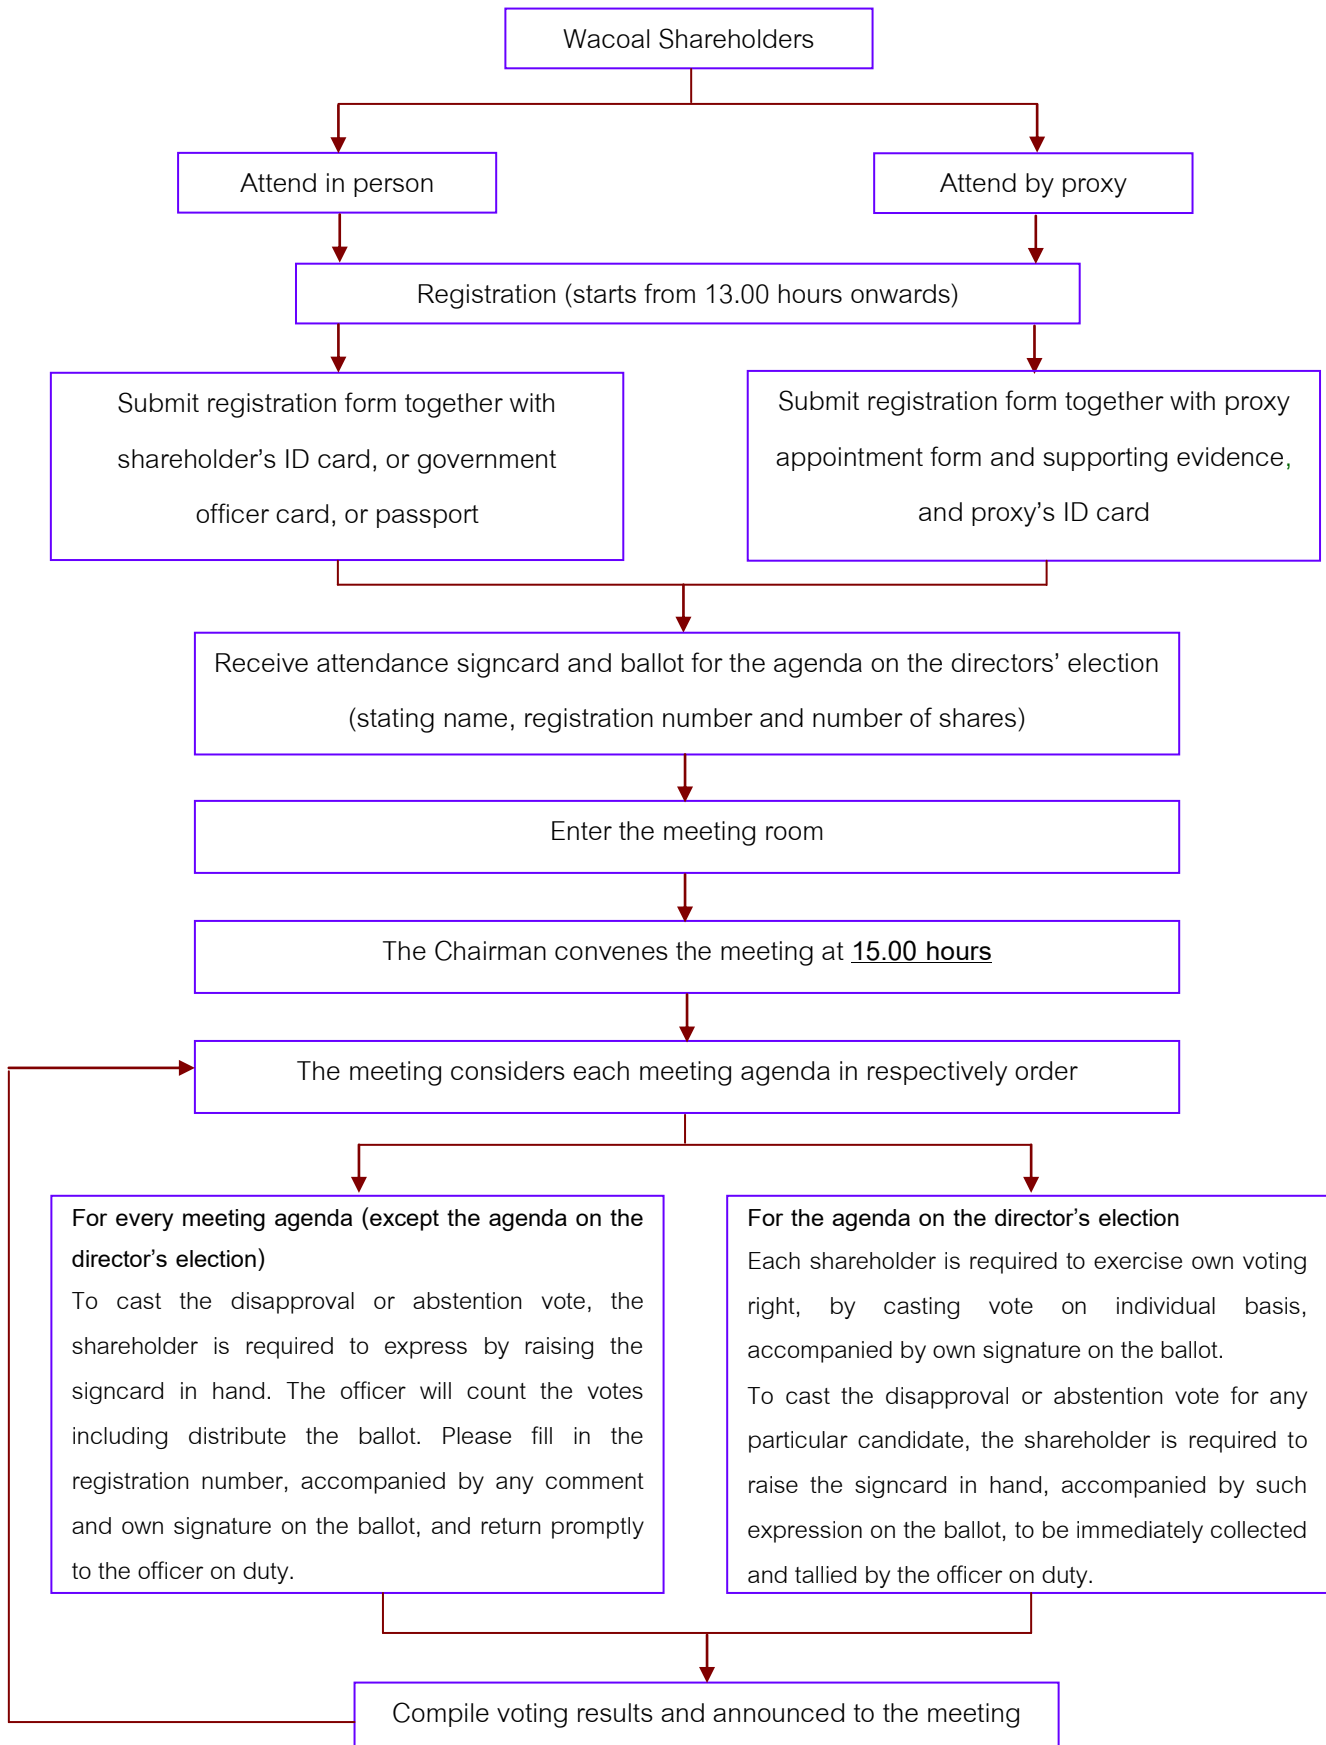 Wacoal Shareholders
Attend in person
Attend by proxy
Registration (starts from 13.00 hours onwards)
Submit registration form together with
shareholder's ID card, or government
officer card, or passport
Submit registration form together with proxy
appointment form and supporting evidence,
and proxy's ID card
Receive attendance signcard and ballot for the agenda on the directors' election
(stating name, registration number and number of shares)
Enter the meeting room
The Chairman convenes the meeting at 15.00 hours
The meeting considers each meeting agenda in respectively order
For every meeting agenda (except the agenda on the
director's election)
To cast the disapproval or abstention vote, the
shareholder is required to express by raising the
signcard in hand. The officer will count the votes
including distribute the ballot. Please fill in the
registration number, accompanied by any comment
and own signature on the ballot, and return promptly
to the officer on duty.
For the agenda on the director's election
Each shareholder is required to exercise own voting
right, by casting vote on individual basis,
accompanied by own signature on the ballot.
To cast the disapproval or abstention vote for any
particular candidate, the shareholder is required to
raise the signcard in hand, accompanied by such
expression on the ballot, to be immediately collected
and tallied by the officer on duty.
Compile voting results and announced to the meeting